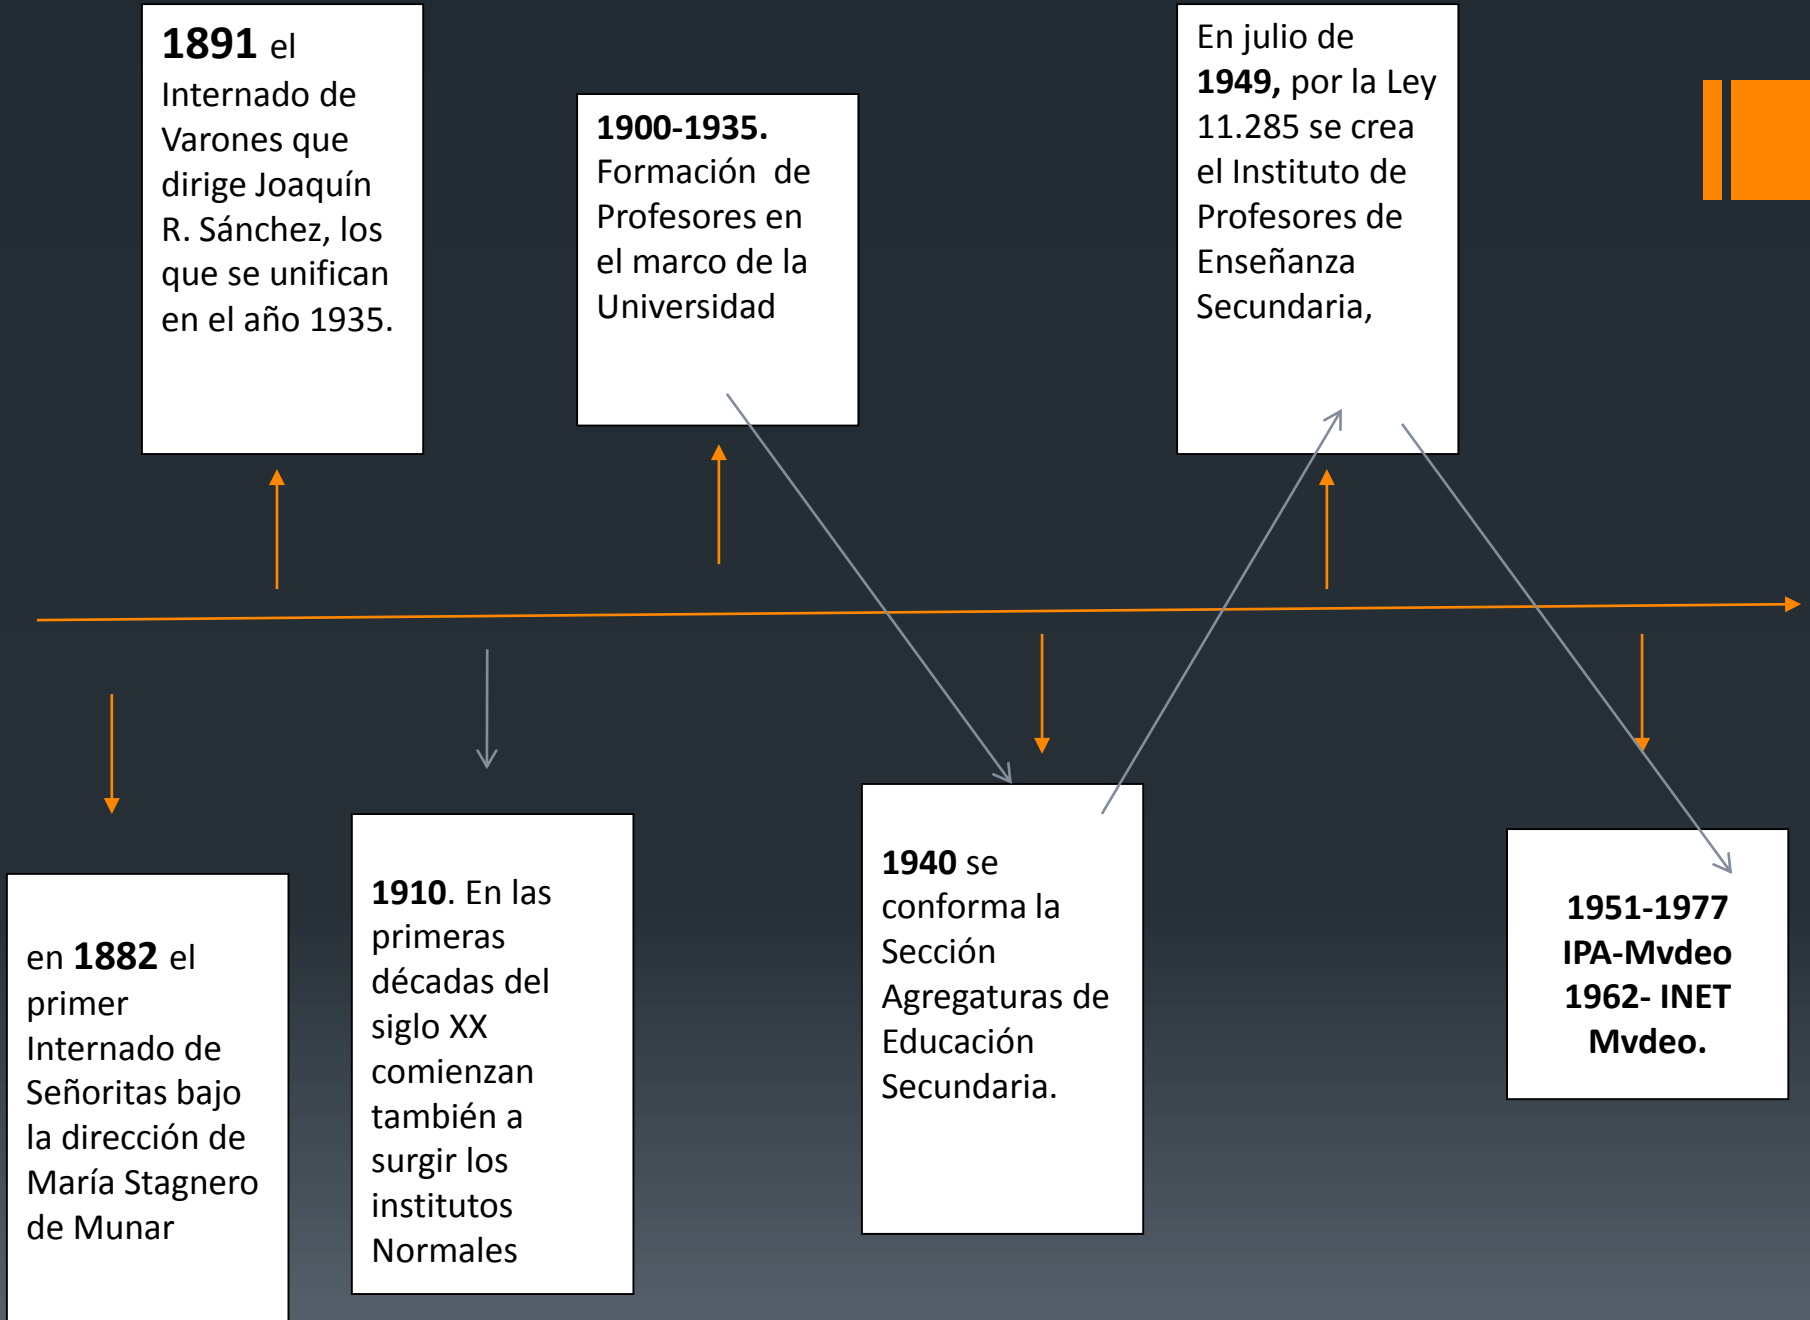 1891 el
Internado de
Varones que
dirige Joaquín
R. Sánchez, los
que se unifican
en el año 1935.
1900-1935.
Formación de
Profesores en
el marco de la
Universidad
En julio de
1949, por la Ley
11.285 se crea
el Instituto de
Profesores de
Enseñanza
Secundaria,
en 1882 el
primer
Internado de
Señoritas bajo
la dirección de
María Stagnero
de Munar
1910. En las
primeras
décadas del
siglo XX
comienzan
también a
surgir los
institutos
Normales
1940 se
conforma la
Sección
Agregaturas de
Educación
Secundaria.
1951-1977
IPA-Mvdeo
1962- INET
Mvdeo.